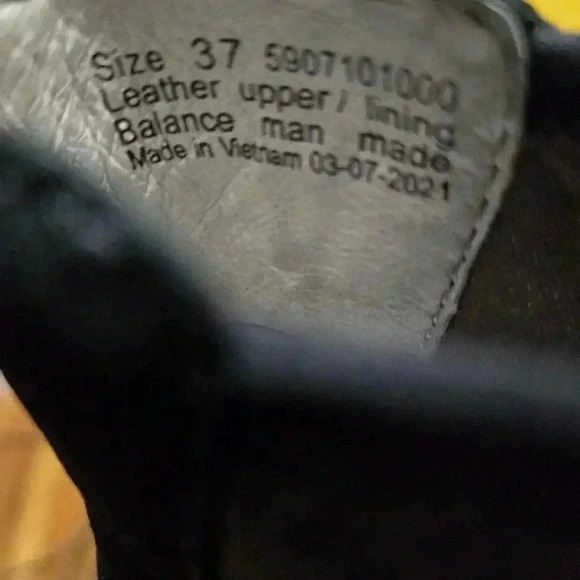 Size 37 5907101000
Leather upper / lining
Balance man made
Made in Vietnam 03-07-2021